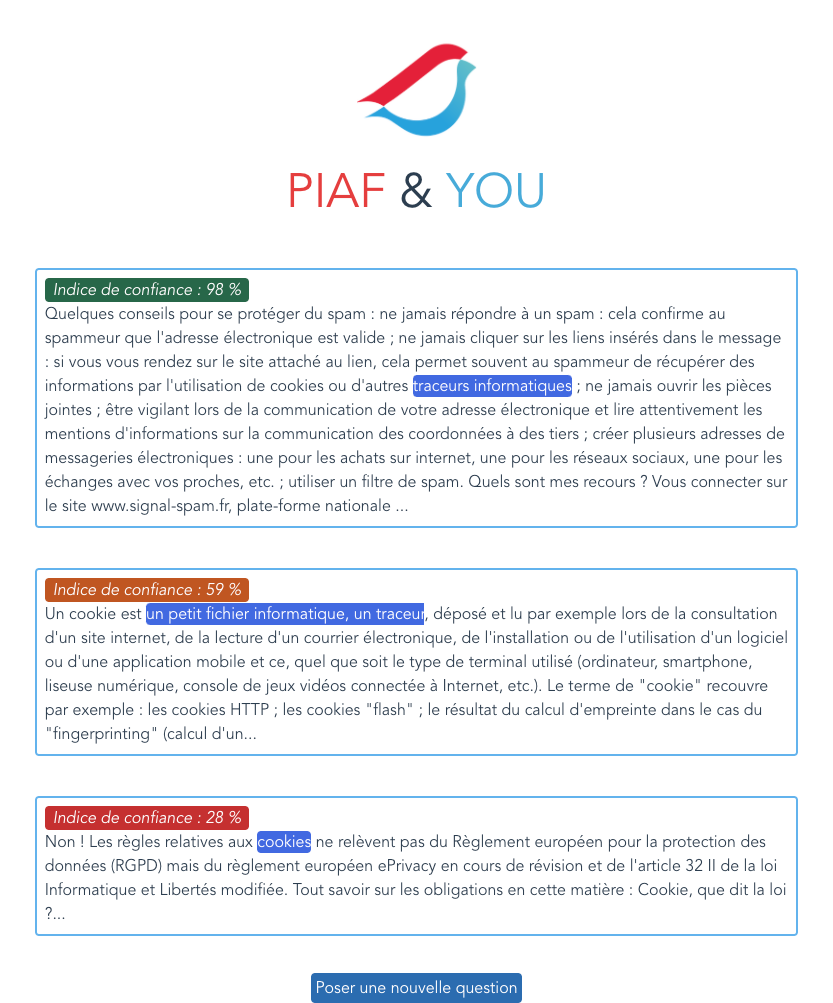 PIAF & YOU
Indice de confiance : 98 %
Quelques conseils pour se protéger du spam : ne jamais répondre à un spam : cela confirme au
spammeur que l'adresse électronique est valide ; ne jamais cliquer sur les liens insérés dans le message
: si vous vous rendez sur le site attaché au lien, cela permet souvent au spammeur de récupérer des
informations par l'utilisation de cookies ou d'autres traceurs informatiques ; ne jamais ouvrir les pièces
jointes ; être vigilant lors de la communication de votre adresse électronique et lire attentivement les
mentions d'informations sur la communication des coordonnées à des tiers ; créer plusieurs adresses de
messageries électroniques : une pour les achats sur internet, une pour les réseaux sociaux, une pour les
échanges avec vos proches, etc. ; utiliser un filtre de spam. Quels sont mes recours ? Vous connecter sur
le site www.signal-spam.fr, plate-forme nationale ...
Indice de confiance : 59 %
Un cookie est un petit fichier informatique, un traceur, déposé et lu par exemple lors de la consultation
d'un site internet, de la lecture d'un courrier électronique, de l'installation ou de l'utilisation d'un logiciel
ou d'une application mobile et ce, quel que soit le type de terminal utilisé (ordinateur, smartphone,
liseuse numérique, console de jeux vidéos connectée à Internet, etc.). Le terme de "cookie" recouvre
par exemple : les cookies HTTP ; les cookies "flash" ; le résultat du calcul d'empreinte dans le cas du
"fingerprinting" (calcul d'un...
Indice de confiance : 28 %
Non ! Les règles relatives aux cookies ne relèvent pas du Règlement européen pour la protection des
données (RGPD) mais du règlement européen ePrivacy en cours de révision et de l'article 32 II de la loi
Informatique et Libertés modifiée. Tout savoir sur les obligations en cette matière : Cookie, que dit la loi
?...
Poser une nouvelle question